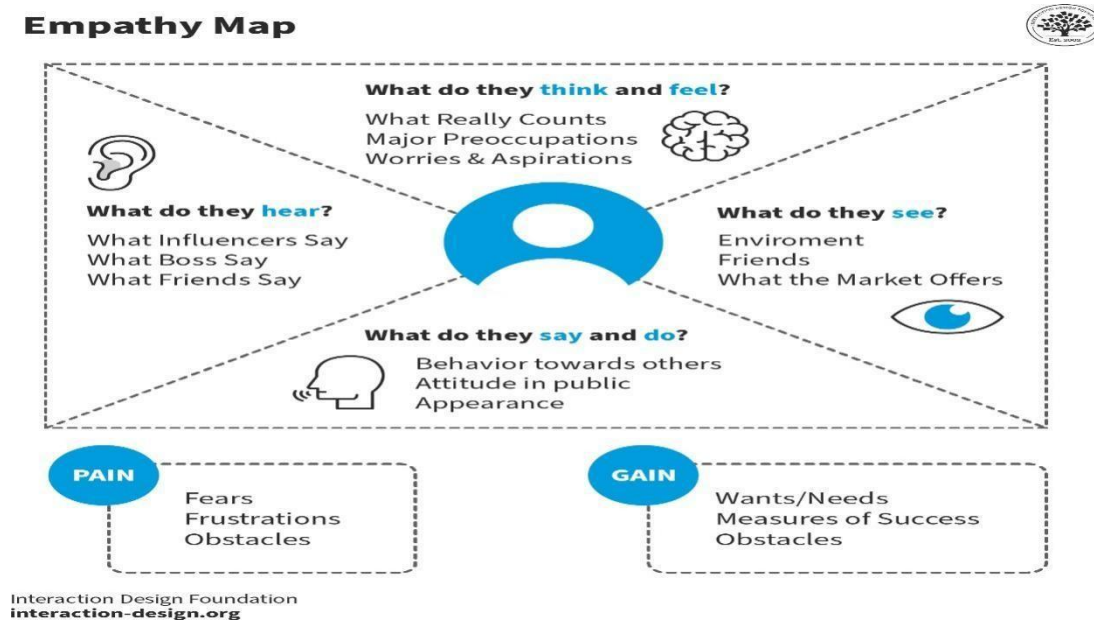 Empathy Map
Est. 2002
What do they think and feel?
What Really Counts
Major Preoccupations
Worries & Aspirations
What do they hear?
What Influencers Say
What Boss Say
What Friends Say
What do they see?
Enviroment
Friends
What the Market Offers
What do they say and do?
Behavior towards others
Attitude in public
Appearance
PAIN
Fears
Frustrations
Obstacles
GAIN
Wants/Needs
Measures of Success
Obstacles
Interaction Design Foundation
interaction-design.org